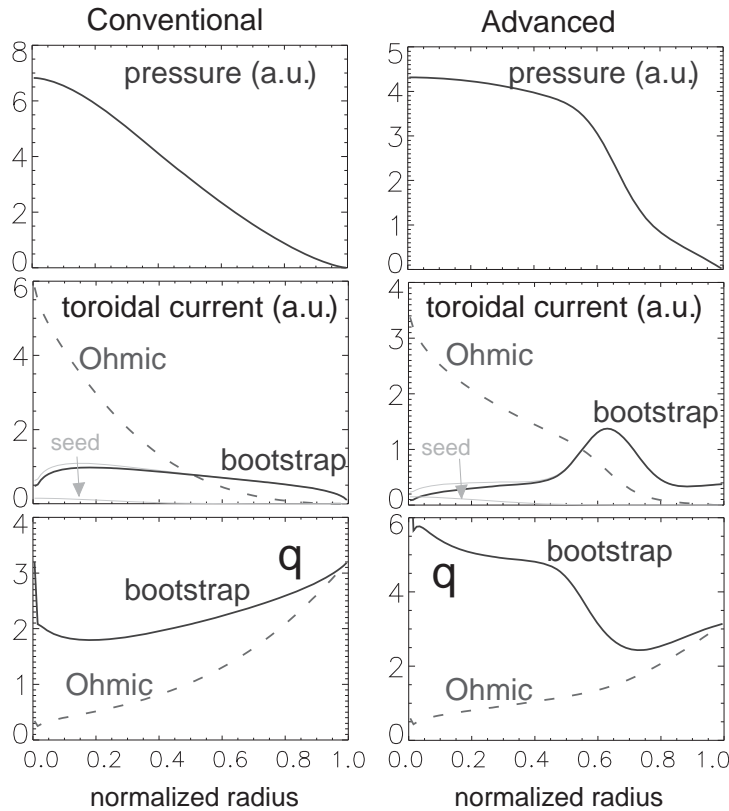 Conventional
Advanced
pressure (a.u.)
8
6
4
2
0
pressure (a.u.)
5
4
3
2
1
0
toroidal current (a.u.)
6
4
2
0
Ohmic
seed
bootstrap
toroidal current (a.u.)
4
3
2
1
0
Ohmic
bootstrap
seed
4
3
2
1
0
q
bootstrap
Ohmic
0.0 0.2 0.4 0.6 0.8 1.0
normalized radius
6
4
2
0
bootstrap
q
Ohmic
0.0 0.2 0.4 0.6 0.8 1.0
normalized radius